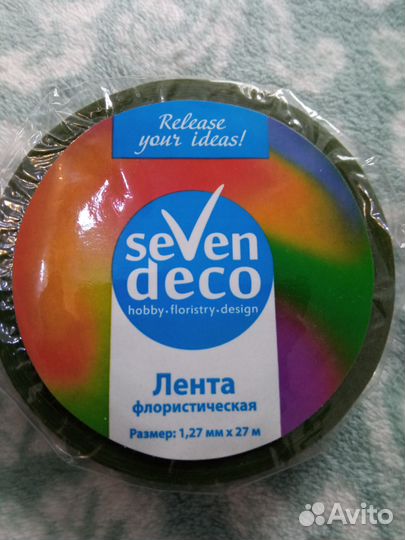 Release
your ideas!
seven
deco
hobby•floristry•design
Лента
флористическая
Размер: 1,27 мм х 27 м
Avito